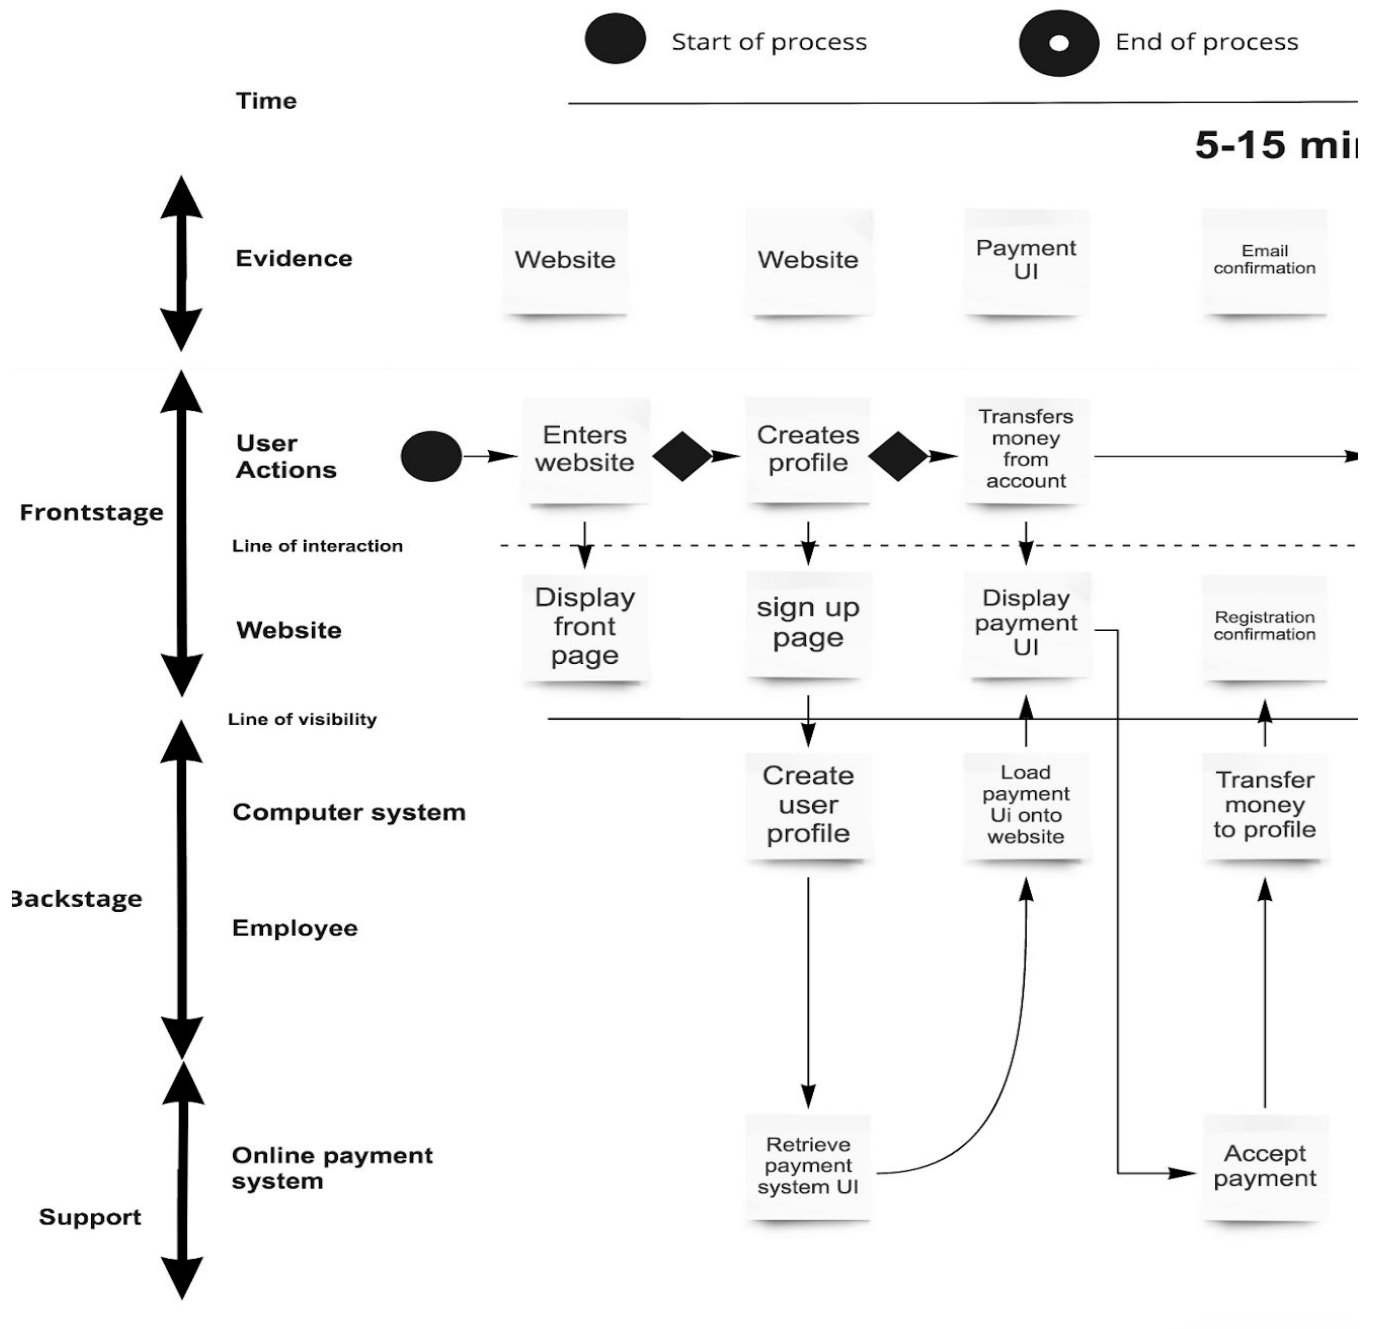 Start of process
End of process
Time
5-15 mi
Evidence
Website
Website
Payment
UI
Email
confirmation
User
Actions
Enters
website
Creates
profile
Transfers
money
from
account
Frontstage
Line of interaction
Website
Display
front
page
sign up
page
Display
payment
UI
Registration
confirmation
Line of visibility
Computer system
Create
user
profile
Load
payment
Ui onto
website
Transfer
money
to profile
Backstage
Employee
Online payment
system
Retrieve
payment
system UI
Accept
payment
Support